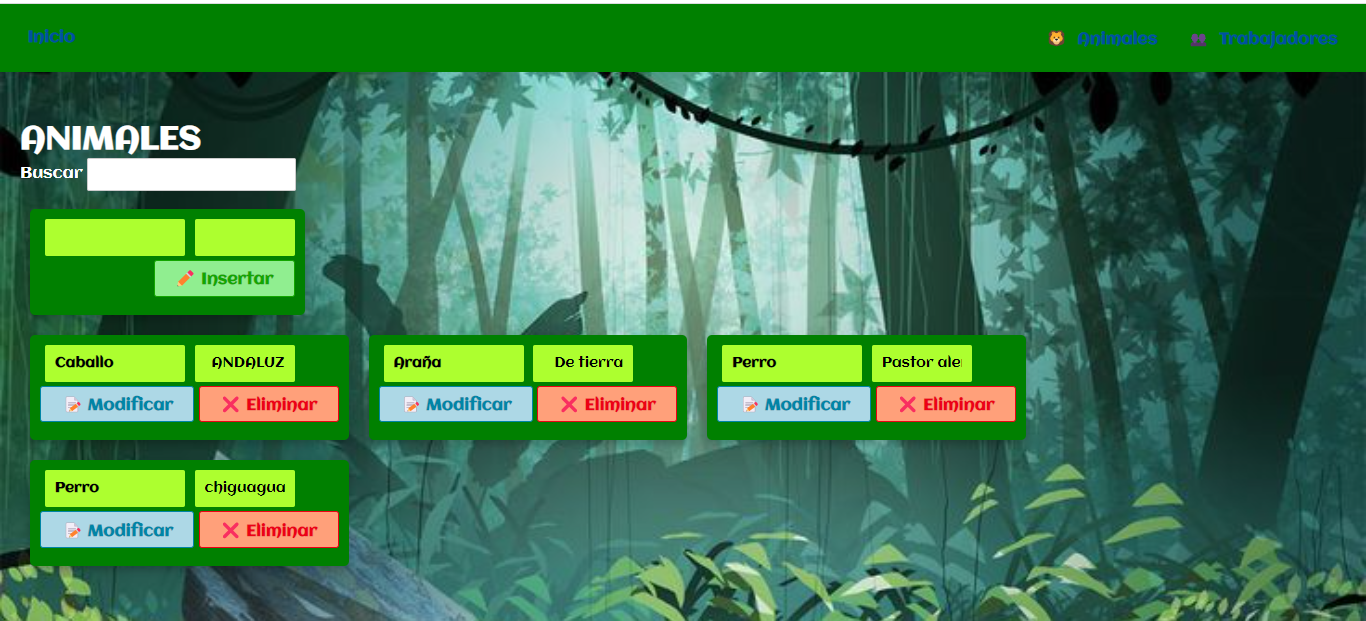 Inicio
Animales
Trabajadores
ANIMALES
Buscar
Insertar
Caballo ANDALUZ
Modificar Eliminar
Araña De tierra
Modificar Eliminar
Perro Pastor ale
Modificar Eliminar
Perro chiguagua
Modificar Eliminar